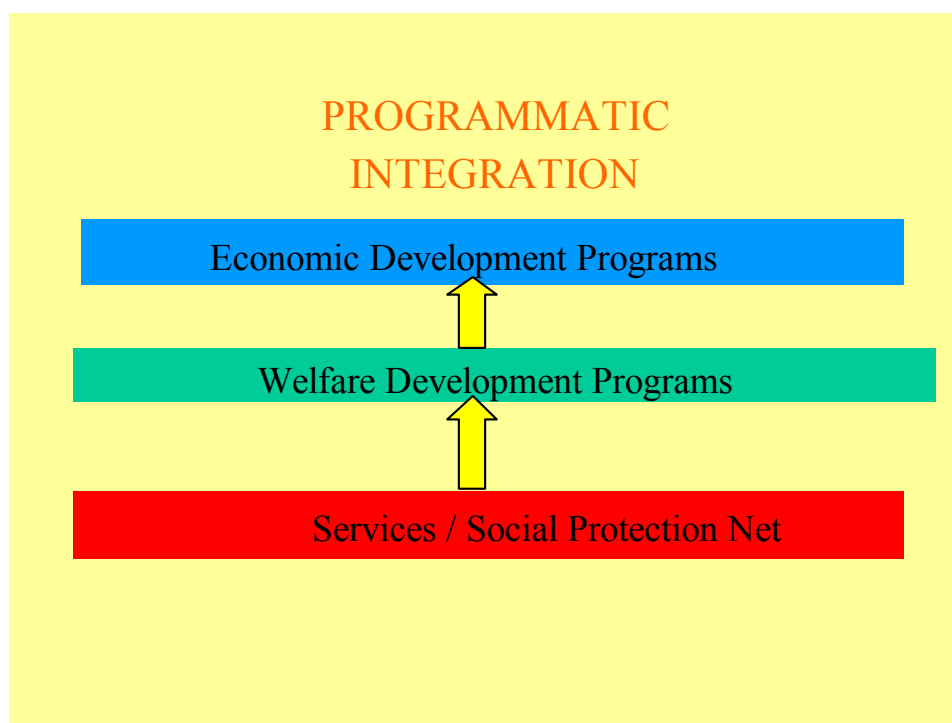 PROGRAMMATIC
INTEGRATION
Economic Development Programs
Welfare Development Programs
Services / Social Protection Net